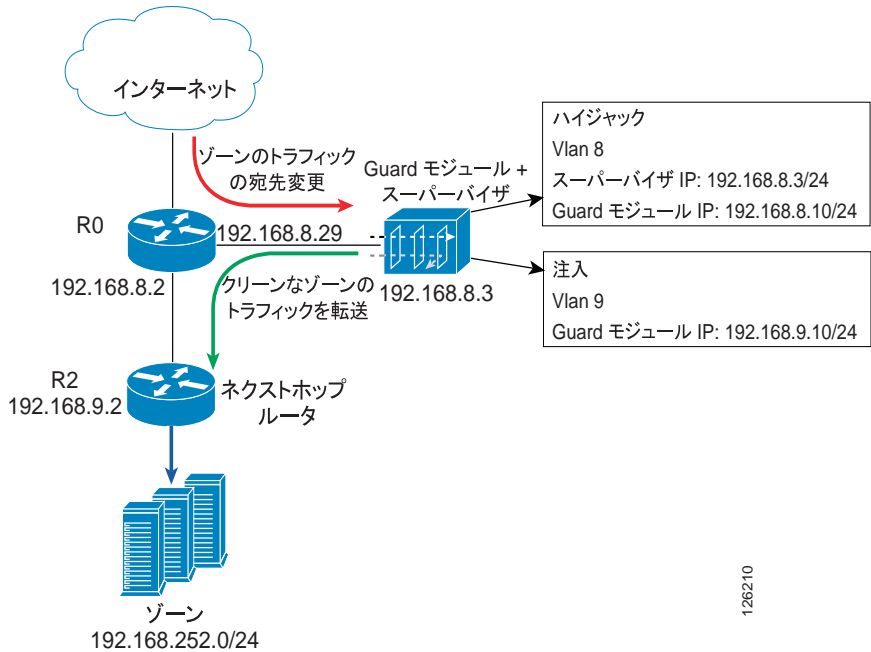 インターネット
ゾーンのトラフィック
の宛先変更
Guard モジュール +
スーパーバイザ
ハイジャック
Vlan 8
スーパーバイザ IP: 192.168.8.3/24
Guard モジュール IP: 192.168.8.10/24
R0
192.168.8.29
192.168.8.2
192.168.8.3
クリーンなゾーンの
トラフィックを転送
注入
Vlan 9
Guard モジュール IP: 192.168.9.10/24
R2
192.168.9.2
ネクストホップ
ルータ
ゾーン
192.168.252.0/24
126210